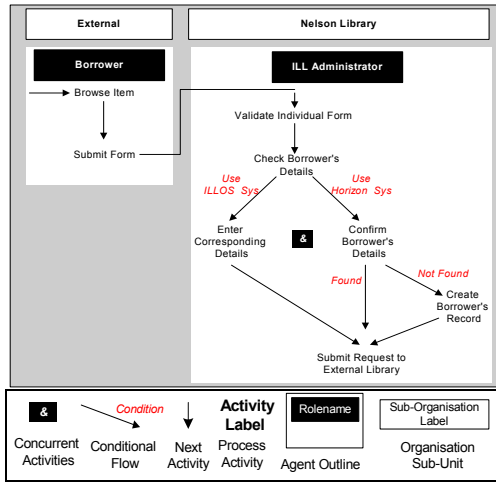 External
Nelson Library
Borrower
ILL Administrator
Browse Item
Submit Form
Validate Individual Form
Check Borrower's
Details
Use
ILLOS Sys
Use
Horizon Sys
Enter
Corresponding
Details
&
Confirm
Borrower's
Details
Found
Not Found
Create
Borrower's
Record
Submit Request to
External Library
&
Concurrent
Activities
Condition
Conditional
Flow
Next
Activity
Activity
Label
Process
Activity
Rolename
Agent Outline
Sub-Organisation
Label
Organisation
Sub-Unit